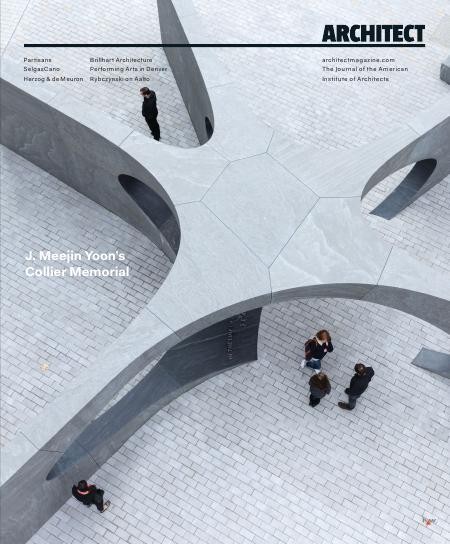 ARCHITECT
Partisans
SelgasCano
Herzog & de Meuron
Brillhart Architecture
Performing Arts in Denver
Rybczynski on Aalto
architectmagazine.com
The Journal of the American
Institute of Architects
J. Meejin Yoon's
Collier Memorial